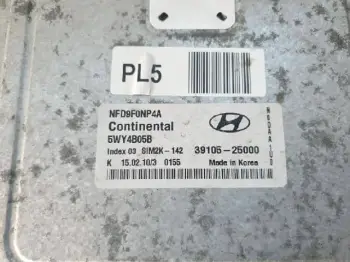 PL5
NFD9F0NP4A
Continental
5WY4B05B
Index 03 SIM2K-142
39106-25000
K 15.02.10/3 0155
Made in Korea